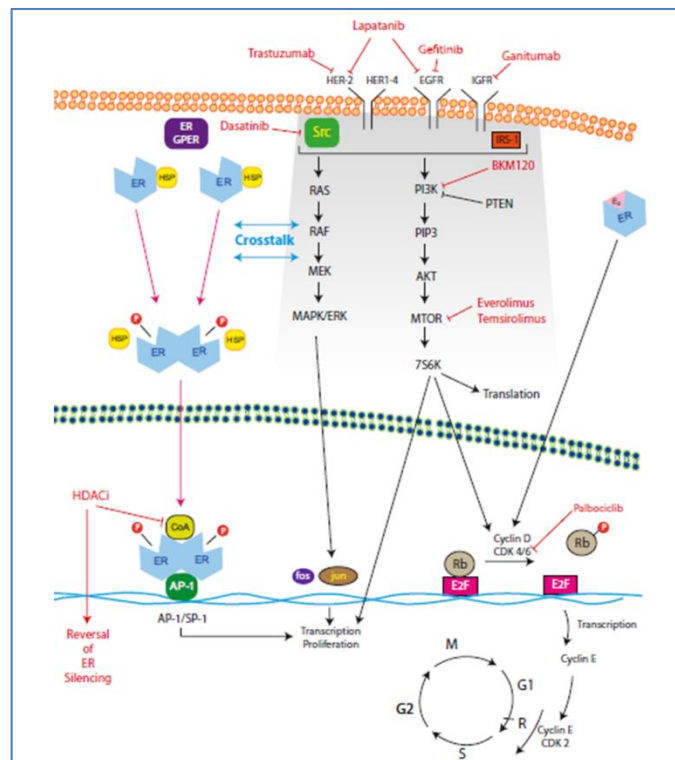 Lapatanib
Trastuzumab
Gefitinib
Ganitumab
HER-2
HER1-4
EGFR
IGFR
ER
GPER
Dasatinib
Src
IRS-1
ER
HSP
ER
HSP
BKM120
RAS
PI3K
PTEN
E₂
ER
Crosstalk
RAF
PIP3
MEK
AKT
MAPK/ERK
MTOR
Everolimus
Temsirolimus
P
P
HSP
ER
ER
HSP
7S6K
Translation
HDACi
CoA
Palbociclib
P
P
Cyclin D
CDK 4/6
P
Rb
ER
ER
Rb
AP-1
fos
jun
E2F
E2F
AP-1/SP-1
Transcription
Proliferation
Transcription
Reversal
of
ER
Silencing
M
G1
Cyclin E
G2
R
S
Cyclin E
CDK 2